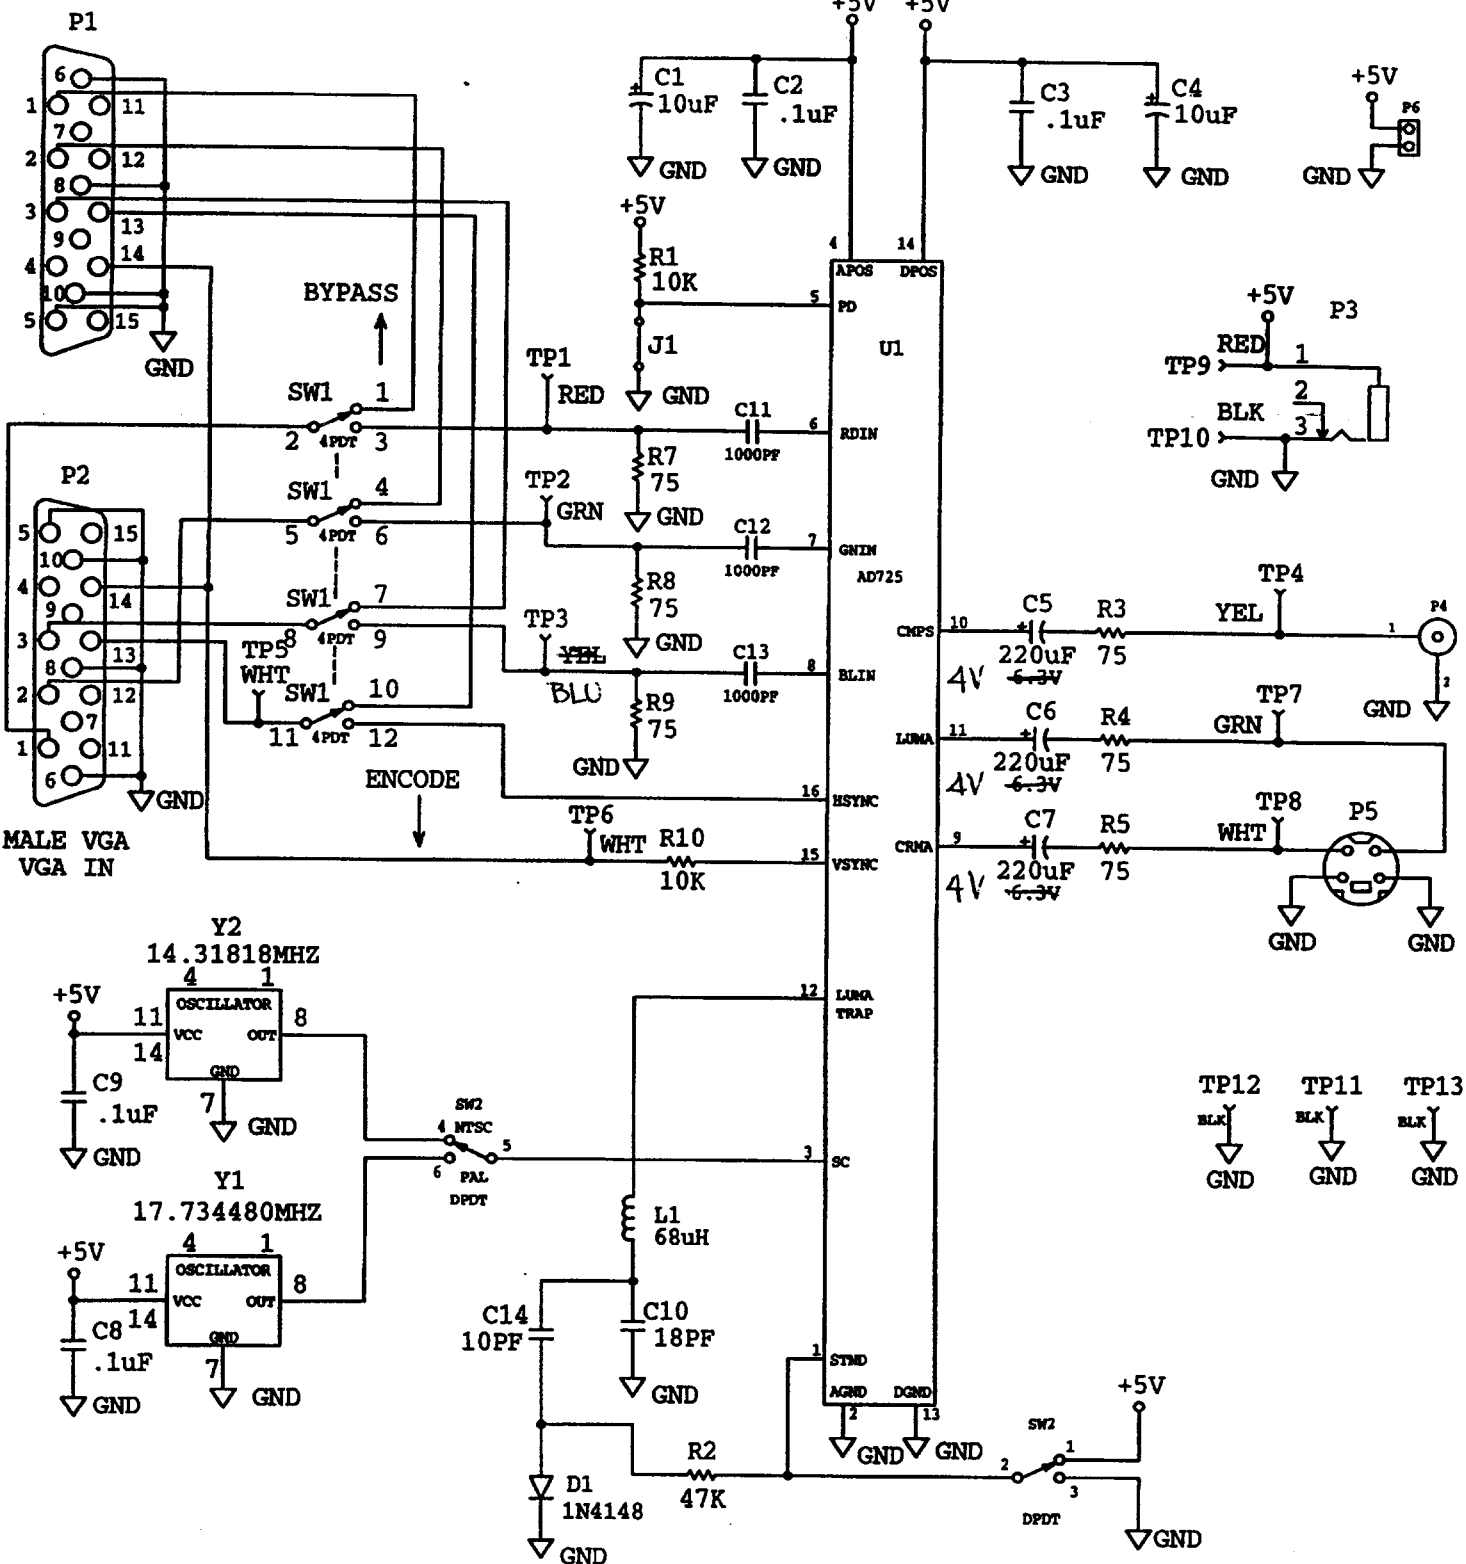 P1
6
1
11
7
2
12
8
3
13
9
4
14
10
5
15
GND
+5V
+5V
C1
10uF
GND
C2
.1uF
GND
C3
.1uF
GND
C4
10uF
GND
+5V
P6
GND
+5V
R1
10K
J1
GND
4
14
APOS
DPOS
5
PD
U1
BYPASS
SW1
1
2
4PDT
3
TP1
RED
C11
1000PF
6
RDIN
R7
75
GND
SW1
4
5
4PDT
6
TP2
GRN
C12
1000PF
7
GNIN
AD725
R8
75
GND
SW1
7
8
4PDT
9
TP3
YEL
BLU
C13
1000PF
8
BLIN
R9
75
GND
TP5
WHT
SW1
10
11
4PDT
12
ENCODE
16
HSYNC
TP6
WHT
R10
10K
15
VSYNC
P2
5
15
10
4
14
9
3
13
8
2
12
7
1
11
6
GND
MALE VGA
VGA IN
+5V
P3
RED
1
TP9
2
BLK
3
TP10
GND
CMPS
10
C5
220uF
6.3V
4V
R3
75
TP4
YEL
P4
1
2
GND
LUMA
11
C6
220uF
6.3V
4V
R4
75
TP7
GRN
CRMA
9
C7
220uF
6.3V
4V
R5
75
TP8
WHT
P5
GND
GND
Y2
14.31818MHZ
4
1
OSCILLATOR
+5V
11
14
VCC
OUT
8
GND
7
GND
C9
.1uF
GND
Y1
17.734480MHZ
4
1
OSCILLATOR
+5V
11
14
VCC
OUT
8
GND
7
GND
C8
.1uF
GND
SW2
4
NTSC
5
6
PAL
DPDT
3
SC
12
LUMA
TRAP
L1
68uH
C14
10PF
C10
18PF
GND
1
STND
AGND
DGND
2
13
GND
GND
R2
47K
D1
1N4148
GND
TP12
BLK
GND
TP11
BLK
GND
TP13
BLK
GND
SW2
+5V
1
2
3
DPDT
GND